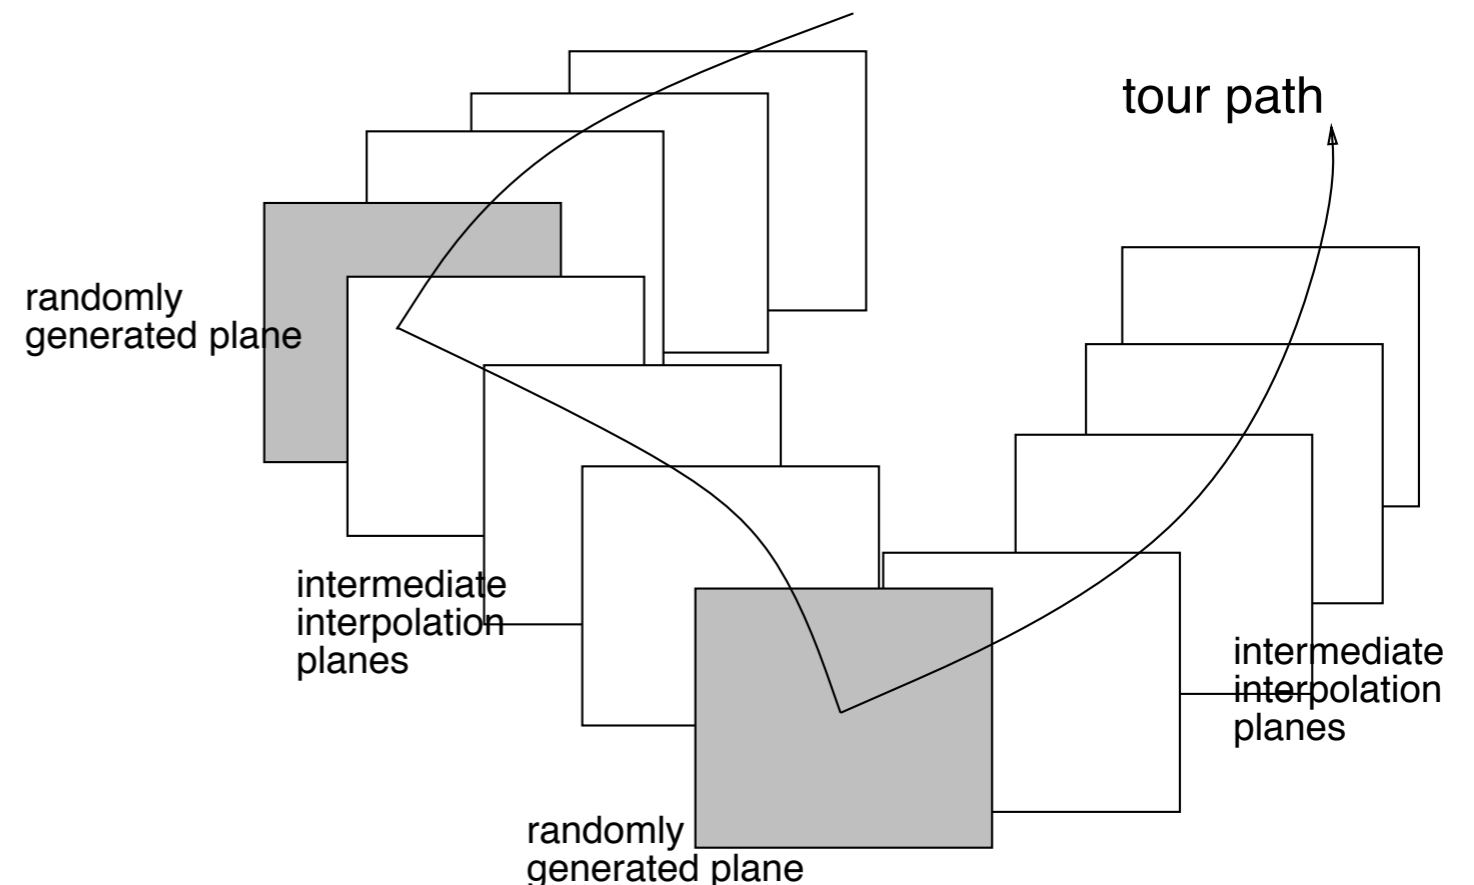 tour path
randomly
generated plane
intermediate
interpolation
planes
intermediate
interpolation
planes
randomly
generated plane